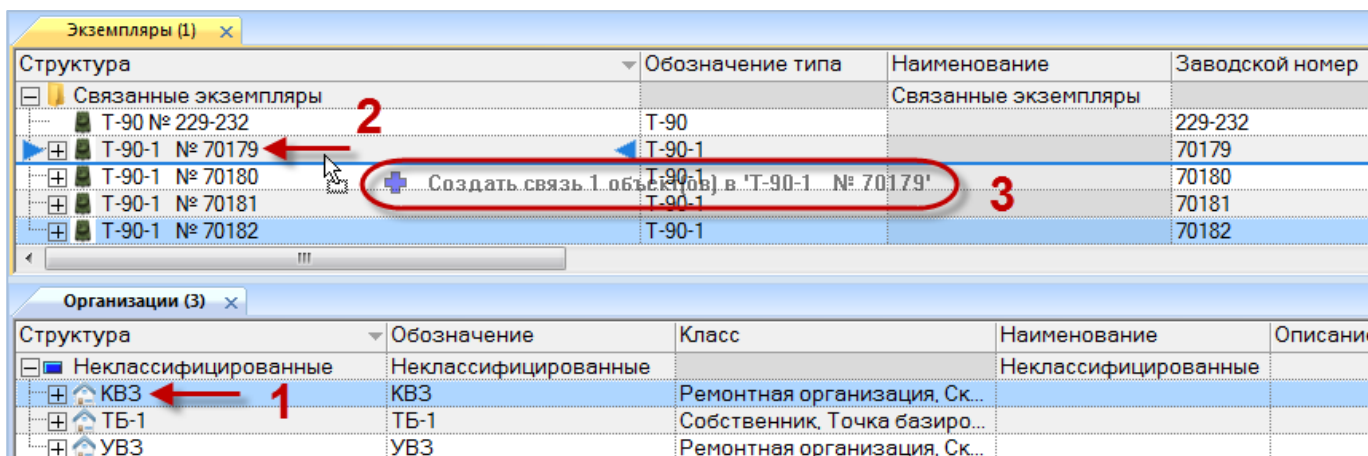 Экземпляры (1)
Структура Обозначение типа Наименование Заводской номер
Связанные экземпляры Связанные экземпляры
Т-90 № 229-232 Т-90 229-232
2
Т-90-1 № 70179 Т-90-1 70179
Т-90-1 № 70180 Т-90-1 70180
Создать связь 1 объект(ов) в 'Т-90-1 № 70179'
3
Т-90-1 № 70181 Т-90-1 70181
Т-90-1 № 70182 Т-90-1 70182
Организации (3)
Структура Обозначение Класс Наименование Описание
Неклассифицированные Неклассифицированные Неклассифицированные
КВЗ КВЗ Ремонтная организация, Ск...
1
ТБ-1 ТБ-1 Собственник, Точка базиро...
УВЗ УВЗ Ремонтная организация, Ск...